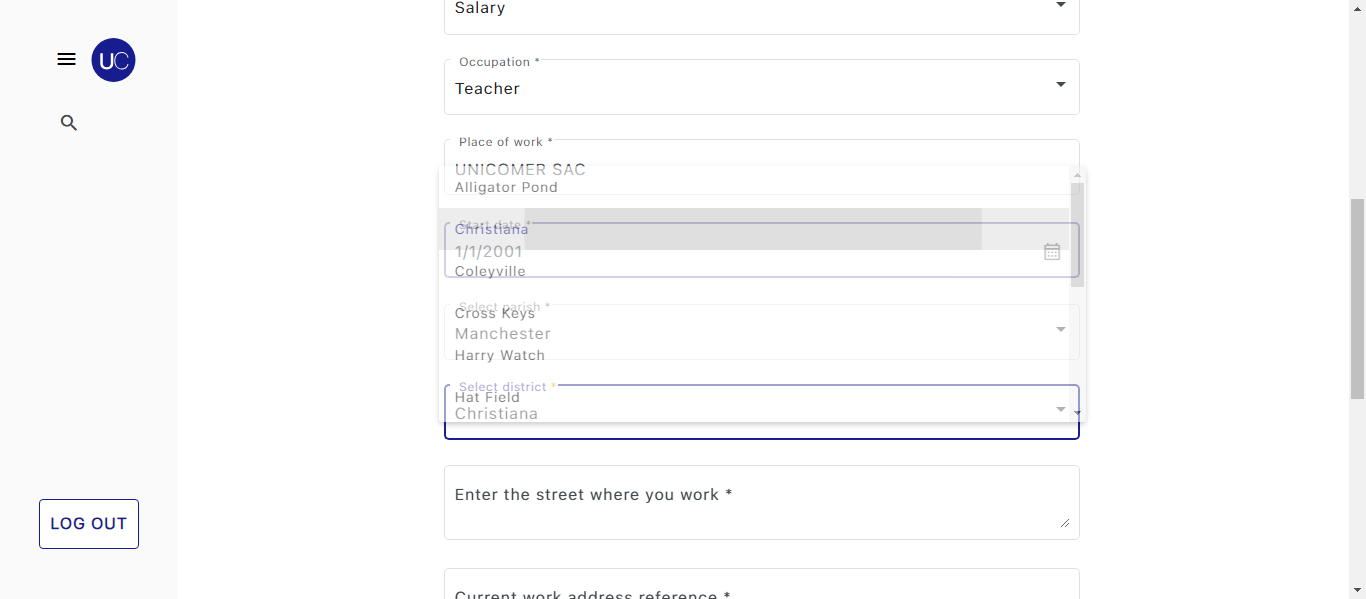 Salary
UC
Occupation *
Teacher
Place of work *
UNICOMER SAC
Alligator Pond
Start date *
Christiana
1/1/2001
Coleyville
Select parish *
Cross Keys
Manchester
Harry Watch
Select district *
Hat Field
Christiana
Enter the street where you work *
LOG OUT
Current work address reference *